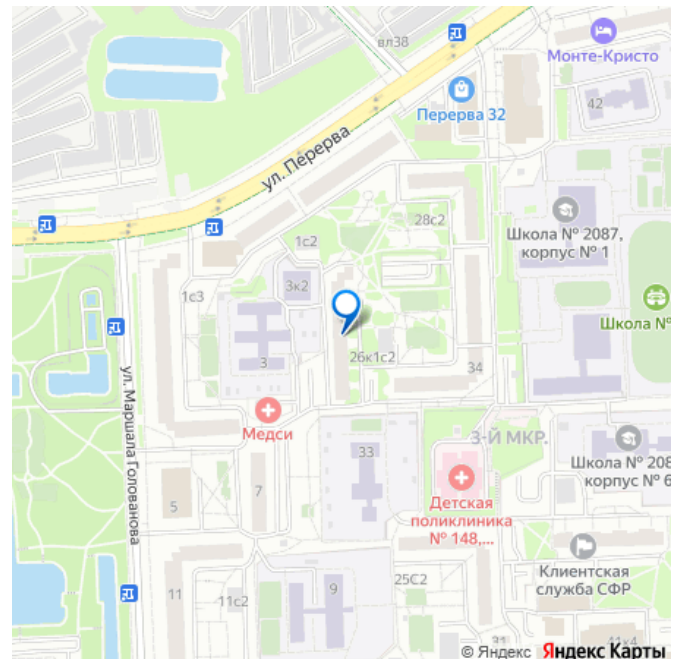 вл38
Монте-Кристо
Перерва 32
42
ул. Перерва
28с2
Школа № 2087,
корпус № 1
1с2
3к2
1с3
Школа №
3
26к1с2
34
ул. Маршала Голованова
Медси
3-Й МКР.
33
Школа № 208
корпус № 6
7
5
Детская
поликлиника
№ 148,...
Клиентская
служба СФР
25С2
9
11
11с2
31
41к4
© Яндекс Яндекс Карты